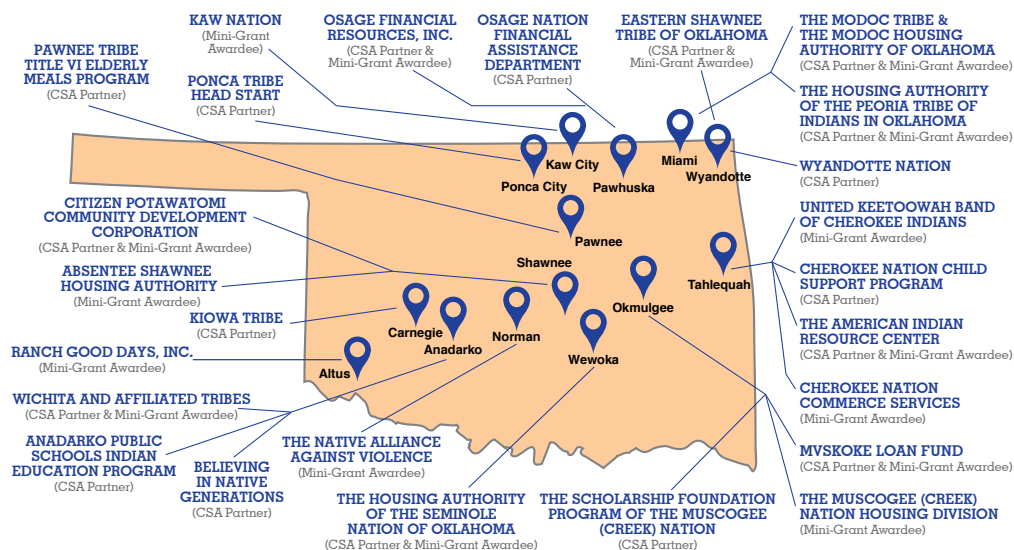 KAW NATION
(Mini-Grant
Awardee)
OSAGE FINANCIAL
RESOURCES, INC.
(CSA Partner &
Mini-Grant Awardee)
OSAGE NATION
FINANCIAL
ASSISTANCE
DEPARTMENT
(CSA Partner)
EASTERN SHAWNEE
TRIBE OF OKLAHOMA
(CSA Partner &
Mini-Grant Awardee)
THE MODOC TRIBE &
THE MODOC HOUSING
AUTHORITY OF OKLAHOMA
(CSA Partner & Mini-Grant Awardee)
PAWNEE TRIBE
TITLE VI ELDERLY
MEALS PROGRAM
(CSA Partner)
PONCA TRIBE
HEAD START
(CSA Partner)
THE HOUSING AUTHORITY
OF THE PEORIA TRIBE OF
INDIANS IN OKLAHOMA
(CSA Partner & Mini-Grant Awardee)
WYANDOTTE NATION
(CSA Partner)
Kaw City
Ponca City
Pawhuska
Miami
Wyandotte
CITIZEN POTAWATOMI
COMMUNITY DEVELOPMENT
CORPORATION
(CSA Partner & Mini-Grant Awardee)
UNITED KEETOOWAH BAND
OF CHEROKEE INDIANS
(Mini-Grant Awardee)
Pawnee
Shawnee
Tahlequah
ABSENTEE SHAWNEE
HOUSING AUTHORITY
(Mini-Grant Awardee)
CHEROKEE NATION CHILD
SUPPORT PROGRAM
(CSA Partner)
KIOWA TRIBE
(CSA Partner)
Okmulgee
Carnegie
Anadarko
Norman
Wewoka
Altus
THE AMERICAN INDIAN
RESOURCE CENTER
(CSA Partner & Mini-Grant Awardee)
RANCH GOOD DAYS, INC.
(Mini-Grant Awardee)
CHEROKEE NATION
COMMERCE SERVICES
(Mini-Grant Awardee)
WICHITA AND AFFILIATED TRIBES
(CSA Partner & Mini-Grant Awardee)
ANADARKO PUBLIC
SCHOOLS INDIAN
EDUCATION PROGRAM
(CSA Partner)
BELIEVING
IN NATIVE
GENERATIONS
(CSA Partner)
THE NATIVE ALLIANCE
AGAINST VIOLENCE
(Mini-Grant Awardee)
MVSKOKE LOAN FUND
(CSA Partner & Mini-Grant Awardee)
THE HOUSING AUTHORITY
OF THE SEMINOLE
NATION OF OKLAHOMA
(CSA Partner & Mini-Grant Awardee)
THE SCHOLARSHIP FOUNDATION
PROGRAM OF THE MUSCOGEE
(CREEK) NATION
(CSA Partner)
THE MUSCOGEE (CREEK)
NATION HOUSING DIVISION
(Mini-Grant Awardee)